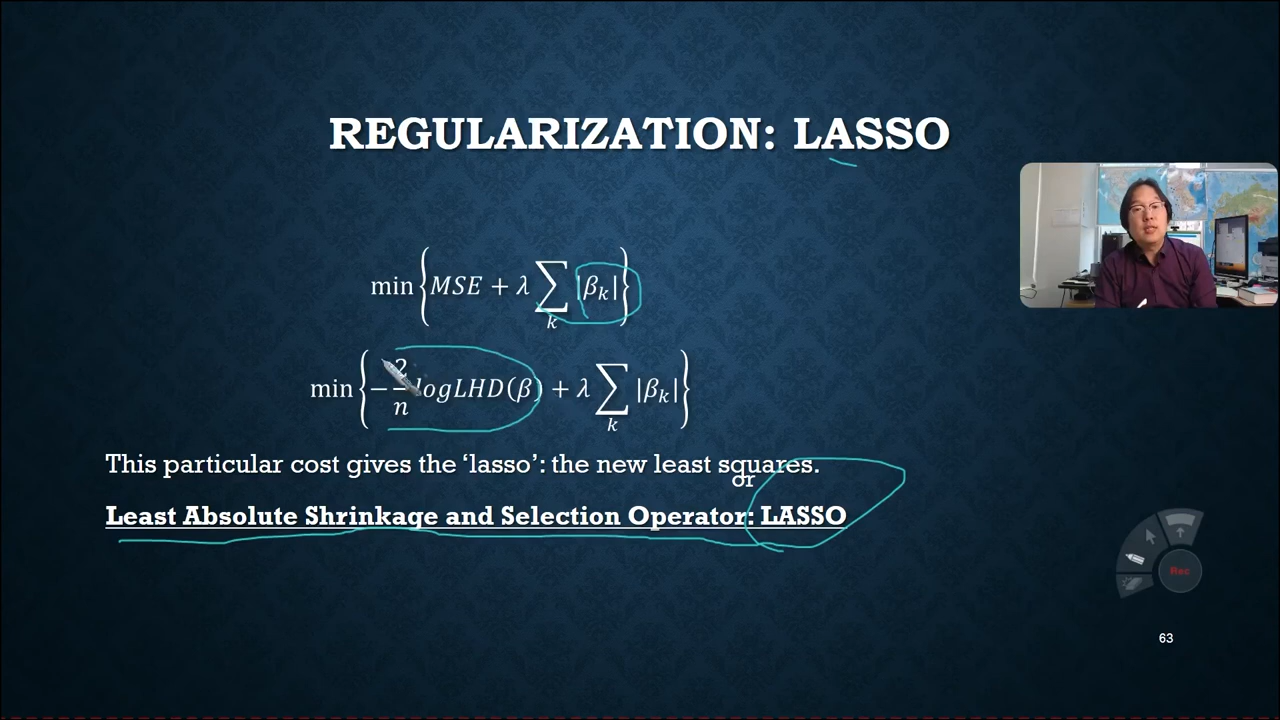 REGULARIZATION: LASSO
min{MSE + λ∑|βₖ|}
k
min{−2/n logLHD(β) + λ∑|βₖ|}
k
This particular cost gives the ‘lasso’: the new least squares.
or
Least Absolute Shrinkage and Selection Operator: LASSO
Rec
63